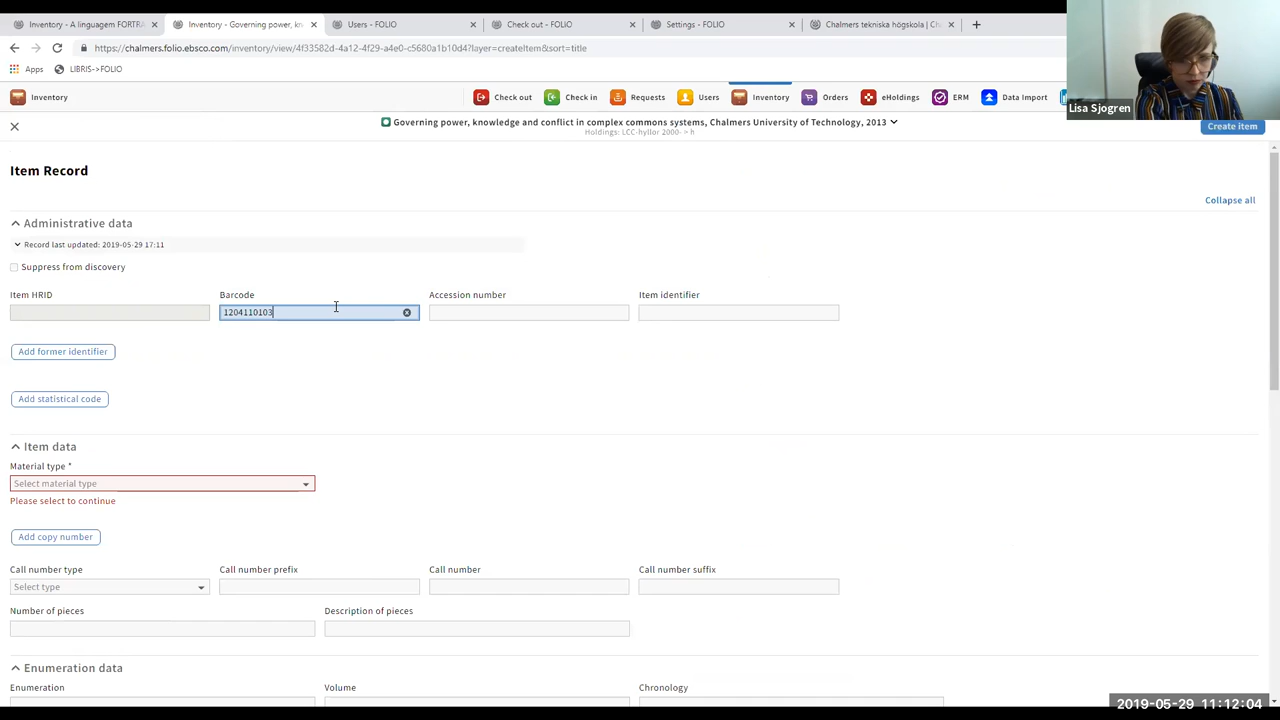 Inventory - A linguagem FORTRA
Inventory - Governing power, kn
Users - FOLIO
Check out - FOLIO
Settings - FOLIO
Chalmers tekniska högskola | Ch
https://chalmers.folio.ebsco.com/inventory/view/4f33582d-4a12-4f29-a4e0-c5680a1b10d4?layer=createItem&sort=title
Apps LIBRIS->FOLIO
Inventory Check out Check in Requests Users Inventory Orders eHoldings ERM Data Import
Lisa Sjogren
Governing power, knowledge and conflict in complex commons systems, Chalmers University of Technology, 2013
Holdings: LCC-hyllor 2000- > h
Create item
Item Record
Collapse all
Administrative data
Record last updated: 2019-05-29 17:11
Suppress from discovery
Item HRID Barcode Accession number Item identifier
1204110103
Add former identifier
Add statistical code
Item data
Material type *
Select material type
Please select to continue
Add copy number
Call number type Call number prefix Call number Call number suffix
Select type
Number of pieces Description of pieces
Enumeration data
Enumeration Volume Chronology
2019-05-29 11:12:04